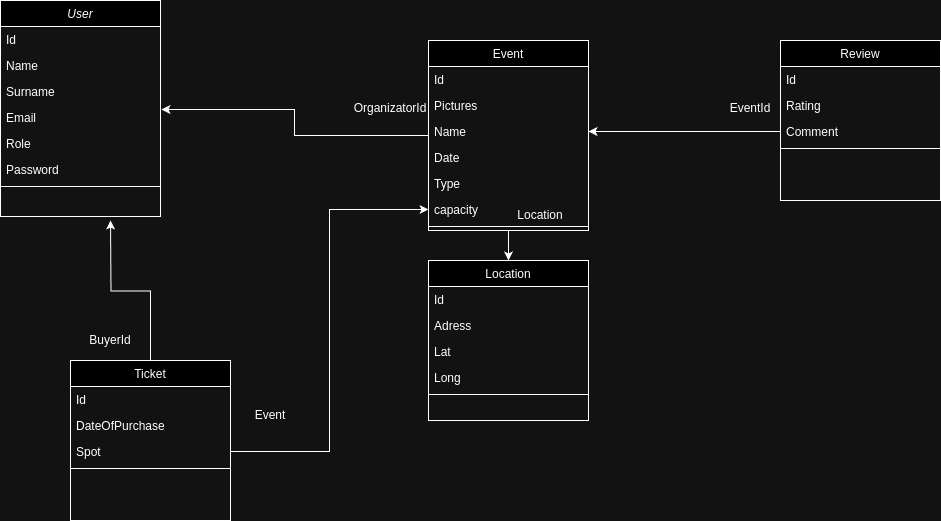 User
Id
Name
Surname
Email
Role
Password
OrganizatorId
Event
Id
Pictures
Name
Date
Type
capacity
Location
EventId
Review
Id
Rating
Comment
Location
Id
Adress
Lat
Long
BuyerId
Ticket
Id
DateOfPurchase
Spot
Event